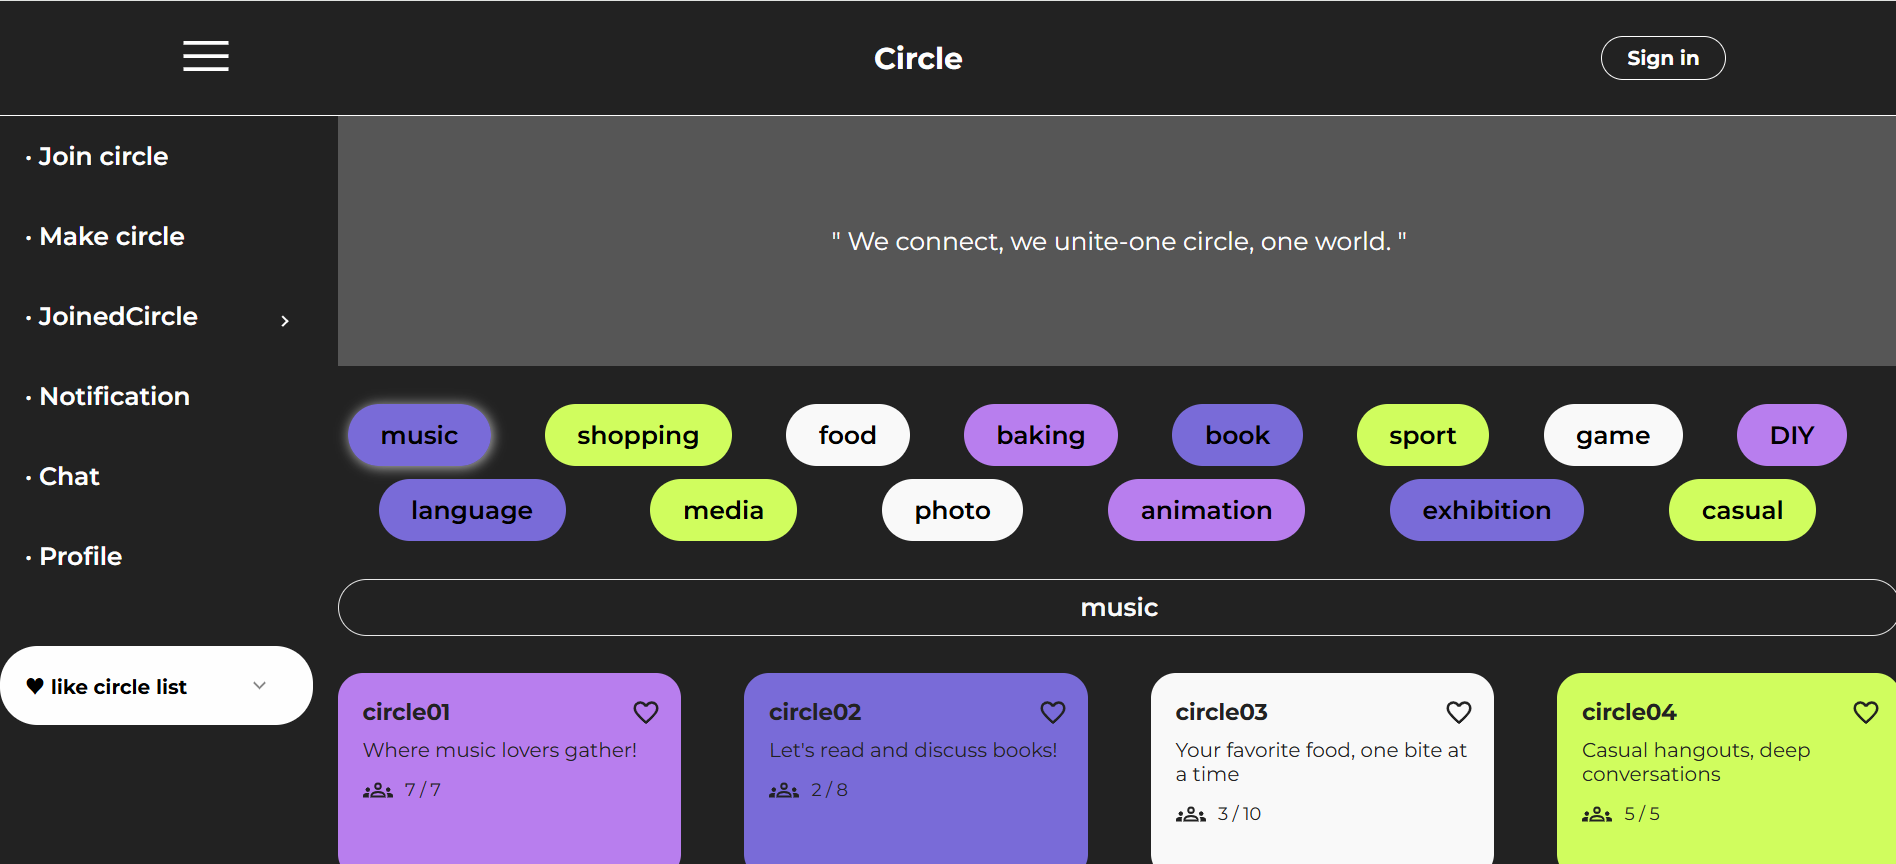 Circle
Sign in
· Join circle
· Make circle
· JoinedCircle
· Notification
· Chat
· Profile
♥ like circle list
" We connect, we unite-one circle, one world. "
music
shopping
food
baking
book
sport
game
DIY
language
media
photo
animation
exhibition
casual
music
circle01
Where music lovers gather!
7 / 7
circle02
Let's read and discuss books!
2 / 8
circle03
Your favorite food, one bite at
a time
3 / 10
circle04
Casual hangouts, deep
conversations
5 / 5